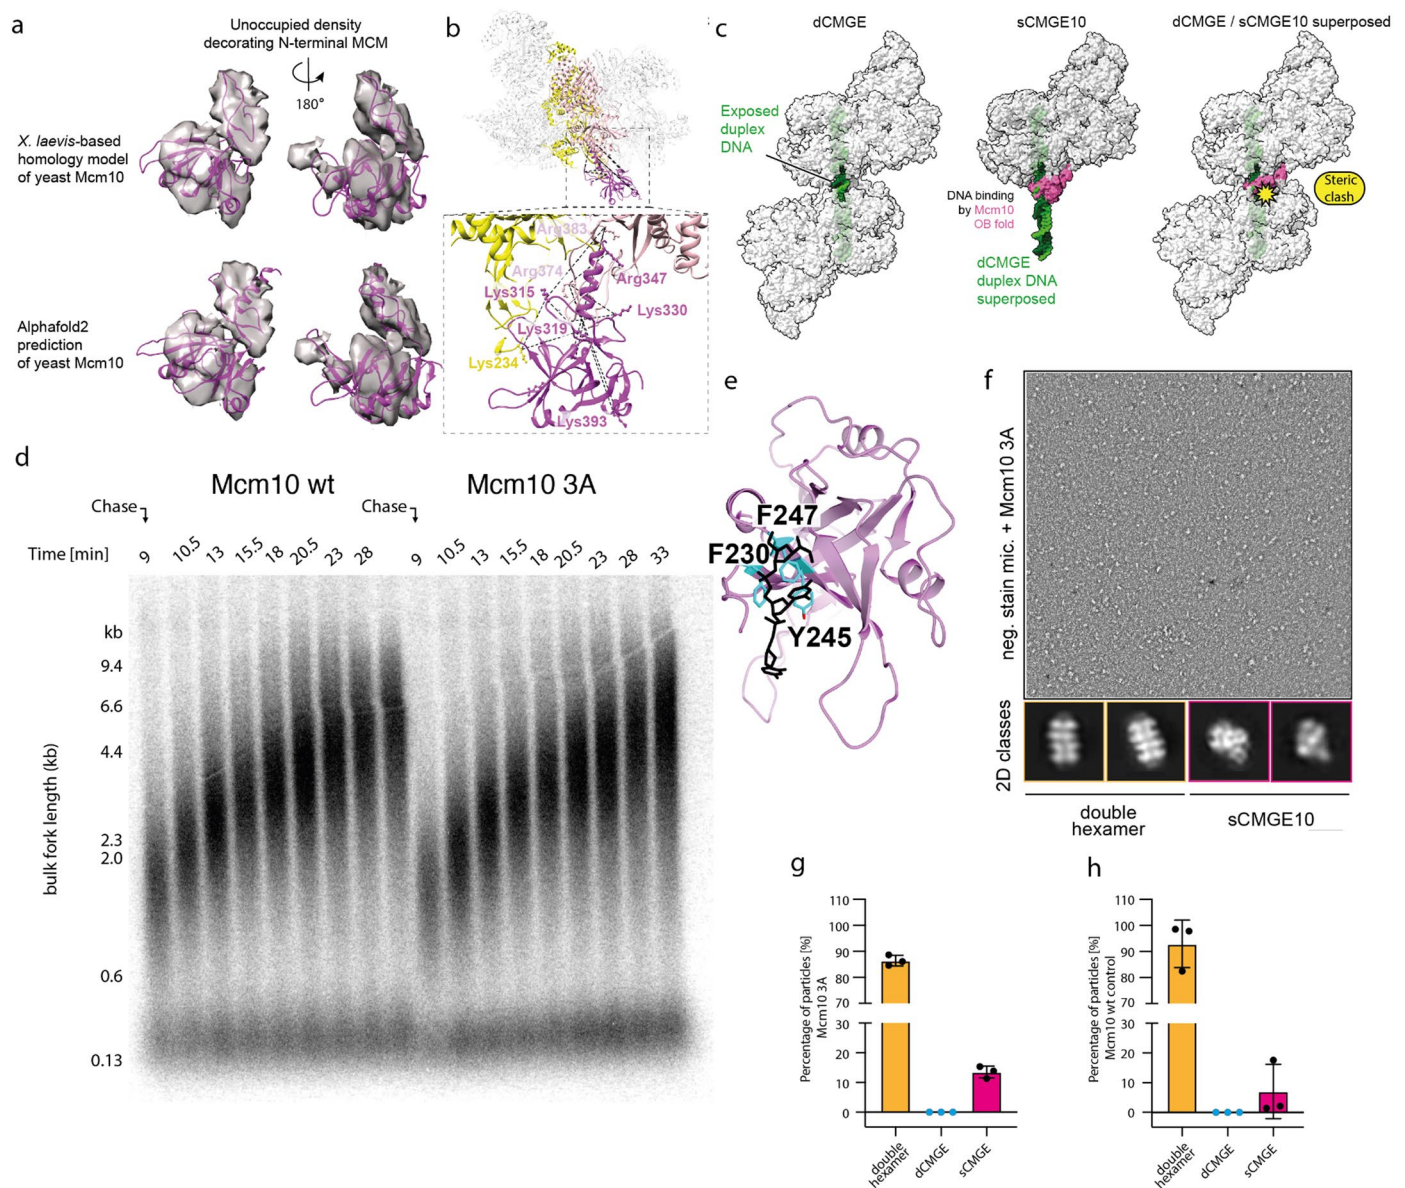 a
Unoccupied density
decorating N-terminal MCM
180°
X. laevis-based
homology model
of yeast Mcm10
Alphafold2
prediction
of yeast Mcm10
b
Arg383
Arg374
Lys315
Arg347
Lys330
Lys319
Lys234
Lys393
c
dCMGE
sCMGE10
dCMGE / sCMGE10 superposed
Exposed
duplex
DNA
DNA binding
by Mcm10
OB fold
dCMGE
duplex DNA
superposed
Steric
clash
d
Mcm10 wt
Mcm10 3A
Chase
Chase
Time [min]
9 10.5 13 15.5 18 20.5 23 28 9 10.5 13 15.5 18 20.5 23 28 33
kb
9.4
6.6
4.4
2.3
2.0
0.6
0.13
bulk fork length (kb)
e
F247
F230
Y245
f
neg. stain mic. + Mcm10 3A
2D classes
double
hexamer
sCMGE10
g
Percentage of particles [%]
Mcm10 3A
110
100
90
80
70
30
20
10
0
double
hexamer
dCMGE
sCMGE
h
Percentage of particles [%]
Mcm10 wt control
110
100
90
80
70
30
20
10
0
double
hexamer
dCMGE
sCMGE